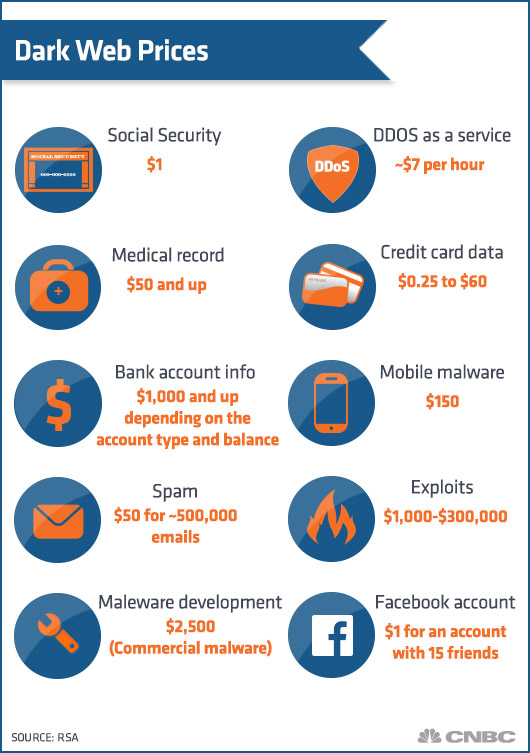 Dark Web Prices
Social Security
$1
SOCIAL SECURITY
000-000-0000
DDOS as a service
~$7 per hour
DDoS
Medical record
$50 and up
Credit card data
$0.25 to $60
Bank account info
$1,000 and up
depending on the
account type and balance
$
Mobile malware
$150
Spam
$50 for ~500,000
emails
Exploits
$1,000-$300,000
Maleware development
$2,500
(Commercial malware)
Facebook account
$1 for an account
with 15 friends
f
SOURCE: RSA
CNBC